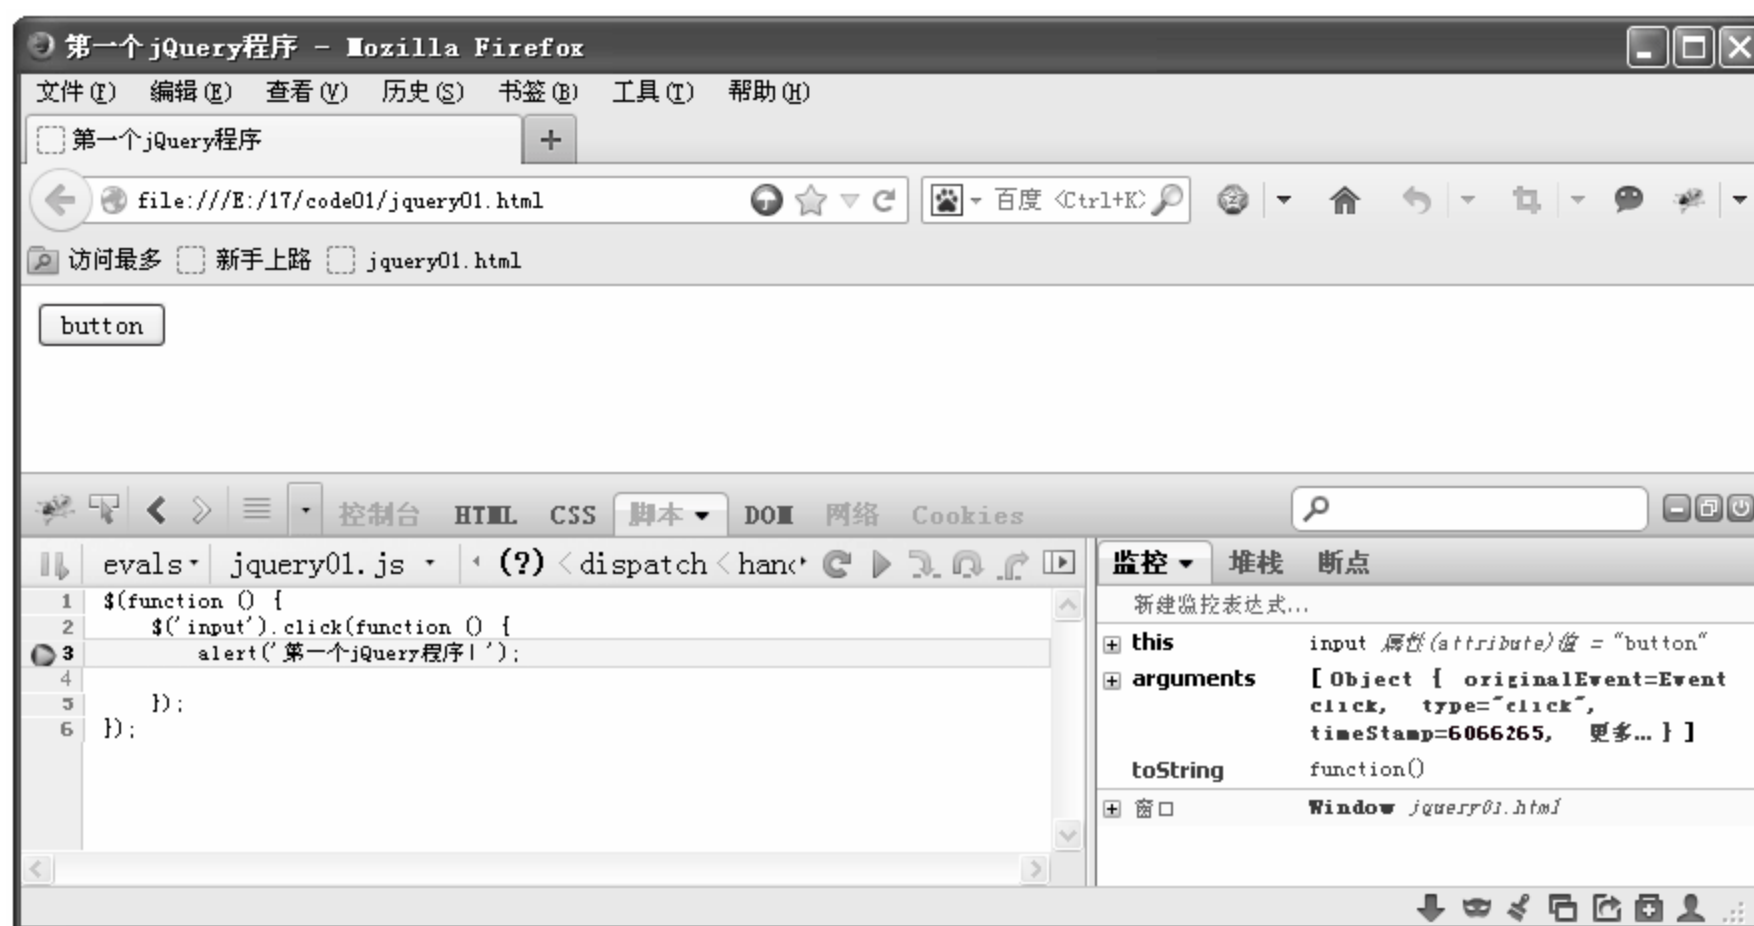 第一个jQuery程序 - Mozilla Firefox
文件(F) 编辑(E) 查看(V) 历史(S) 书签(B) 工具(T) 帮助(H)
第一个jQuery程序
file:///E:/17/code01/jquery01.html 百度 <Ctrl+K>
访问最多 新手上路 jquery01.html
button
控制台 HTML CSS 脚本 DOM 网络 Cookies
evals jquery01.js (?) < dispatch < hand 监控 堆栈 断点
新建监控表达式...
1 $(function () {
2 $('input').click(function () {
3 alert('第一个jQuery程序!');
4
5 });
6 });
this input 属性(attribute)值 = "button"
arguments [ Object { originalEvent=Event
click, type="click",
timeStamp=6066265, 更多... } ]
toString function()
窗口 Window jquery01.html